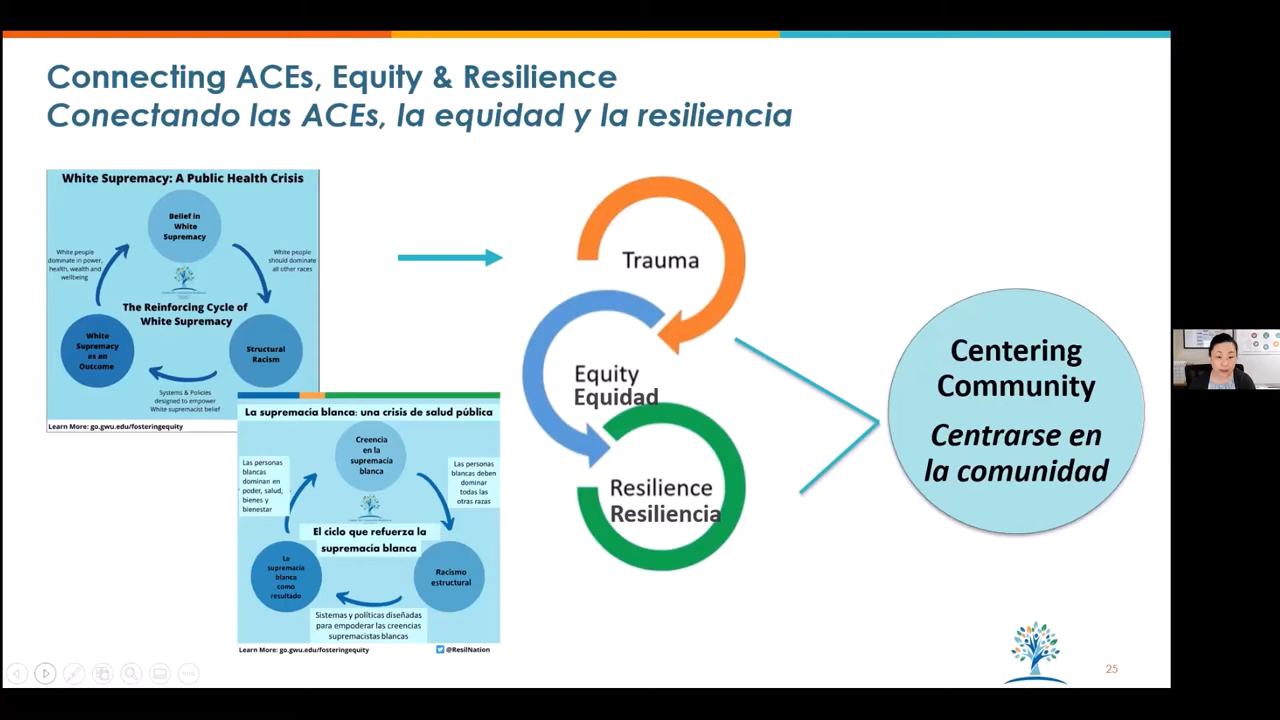 Connecting ACEs, Equity & Resilience
Conectando las ACEs, la equidad y la resiliencia
White Supremacy: A Public Health Crisis
Belief in
White
Supremacy
White people
dominate in power,
health, wealth and
wellbeing
White people
should dominate
all other races
The Reinforcing Cycle of
White Supremacy
White
Supremacy
as an
Outcome
Structural
Racism
Systems & Policies
designed to empower
White supremacist belief
Learn More: go.gwu.edu/fosteringequity
La supremacía blanca: una crisis de salud pública
Creencia
en la
supremacía
blanca
Las personas
blancas
dominan en
poder, salud,
bienes y
bienestar
Las personas
blancas deben
dominar
todas las
otras razas
El ciclo que refuerza la
supremacía blanca
La
supremacía
blanca
como
resultado
Racismo
estructural
Sistemas y políticas diseñadas
para empoderar las creencias
supremacistas blancas
Learn More: go.gwu.edu/fosteringequity
@ResilNation
Trauma
Equity
Equidad
Resilience
Resiliencia
Centering
Community
Centrarse en
la comunidad
25